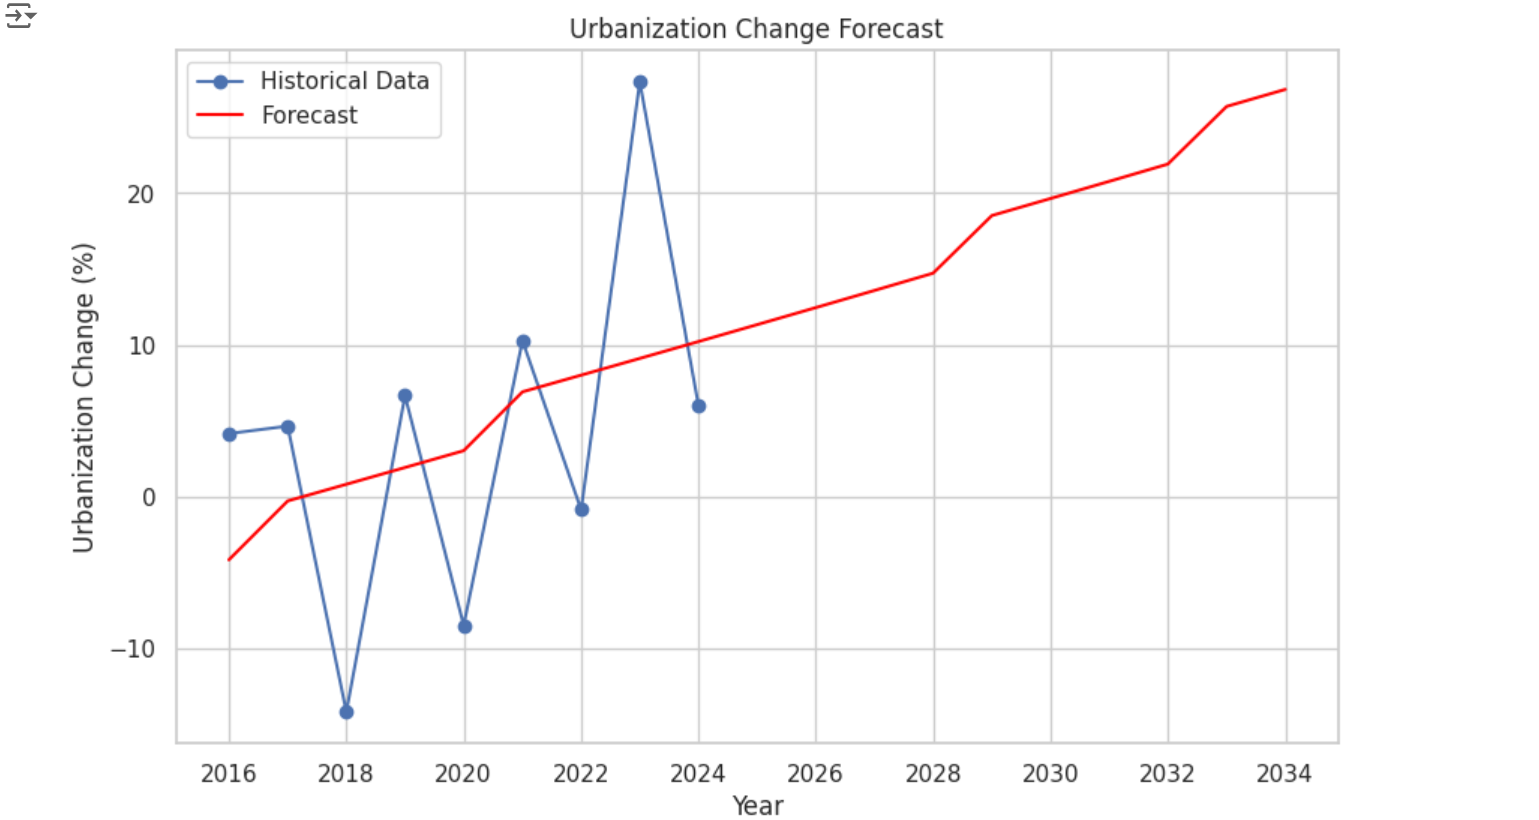 Urbanization Change Forecast
Historical Data
Forecast
Urbanization Change (%)
20
10
0
−10
2016 2018 2020 2022 2024 2026 2028 2030 2032 2034
Year